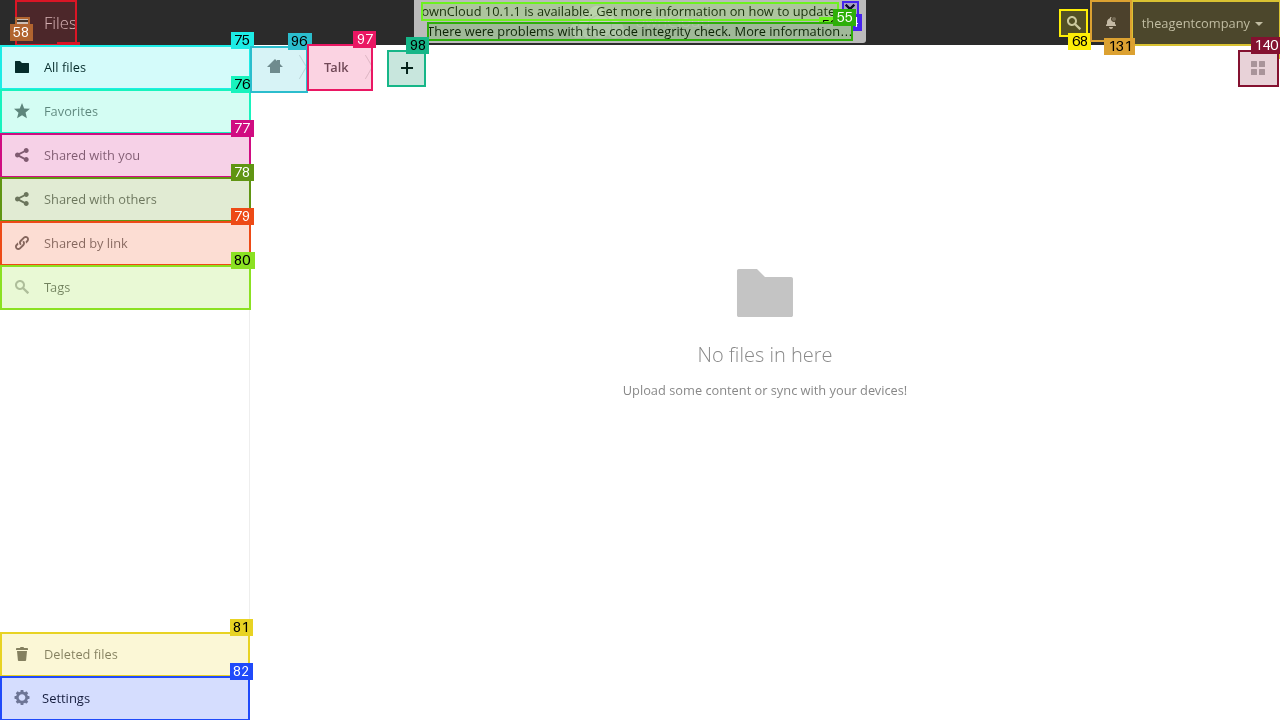 Files
ownCloud 10.1.1 is available. Get more information on how to update
There were problems with the code integrity check. More information…
theagentcompany
58
55
68
131
140
75
96
97
98
All files
Talk
+
76
Favorites
77
Shared with you
78
Shared with others
79
Shared by link
80
Tags
No files in here
Upload some content or sync with your devices!
81
Deleted files
82
Settings